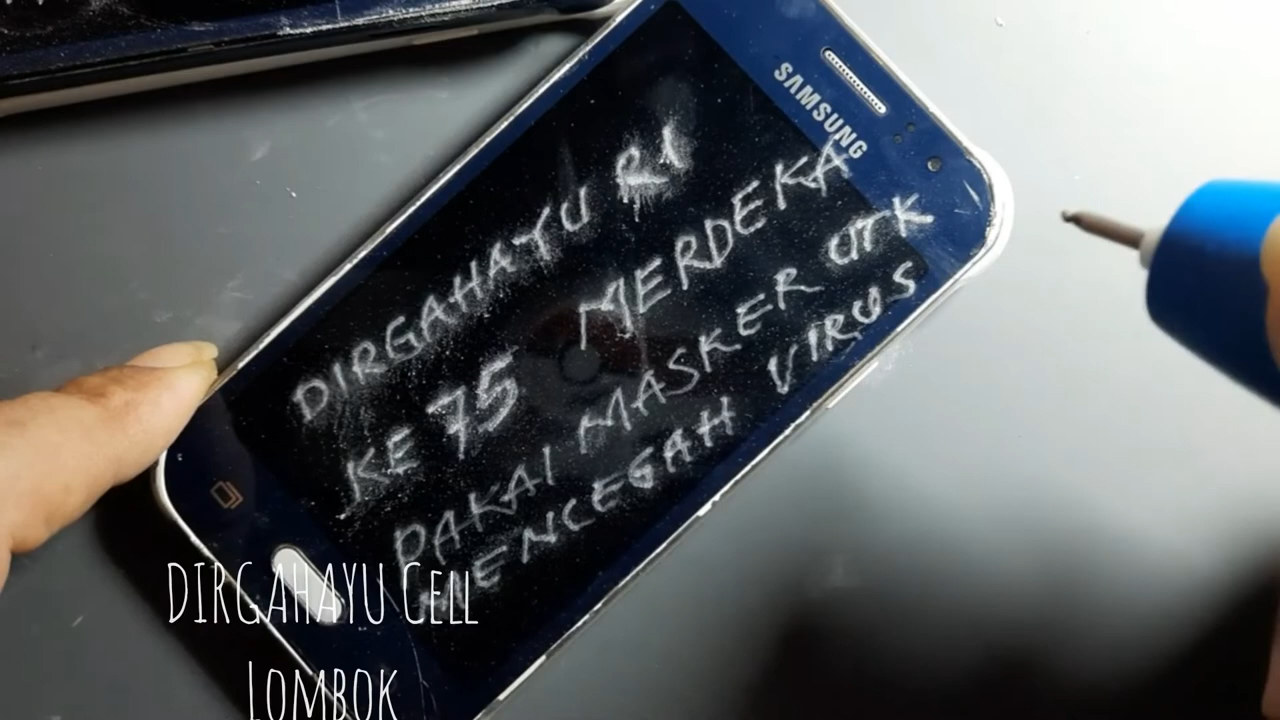 SAMSUNG
DIRGAHAYU RI
KE 75 MERDEKA
PAKAI MASKER UTK
MENCEGAH VIRUS
DIRGAHAYU Cell
Lombok